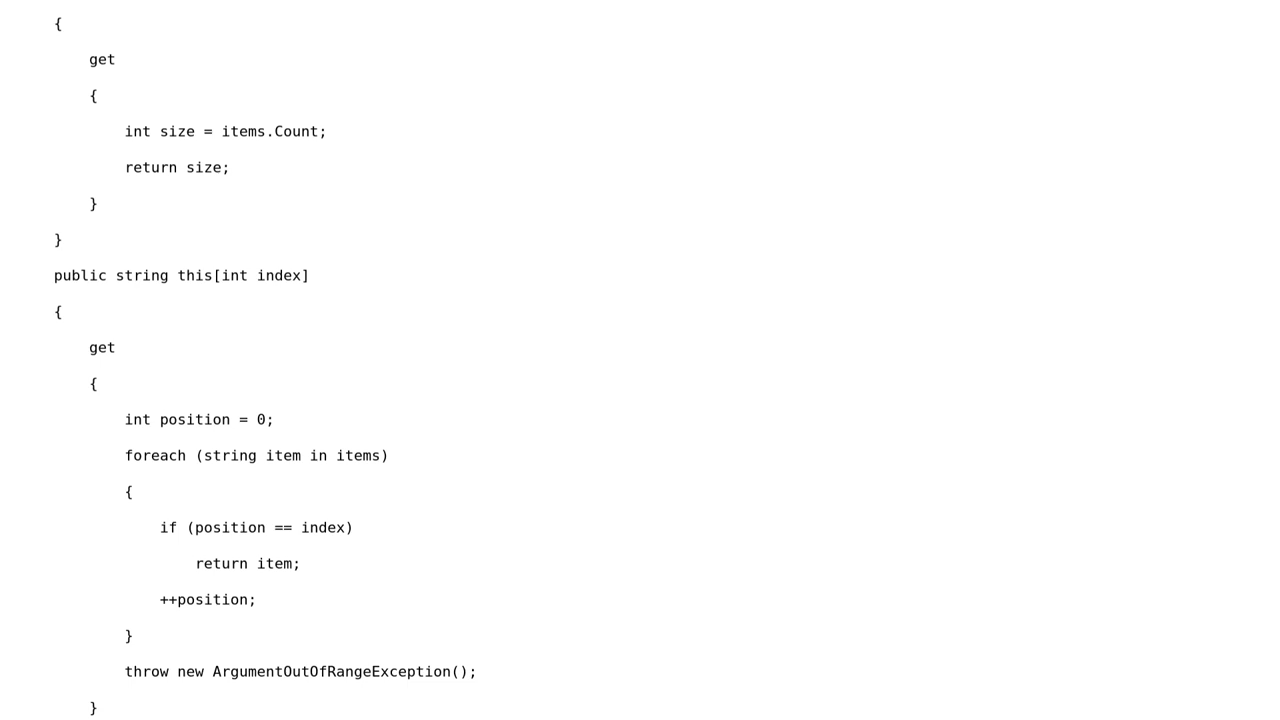 {
    get
    {
        int size = items.Count;
        return size;
    }
}
public string this[int index]
{
    get
    {
        int position = 0;
        foreach (string item in items)
        {
            if (position == index)
                return item;
            ++position;
        }
        throw new ArgumentOutOfRangeException();
    }